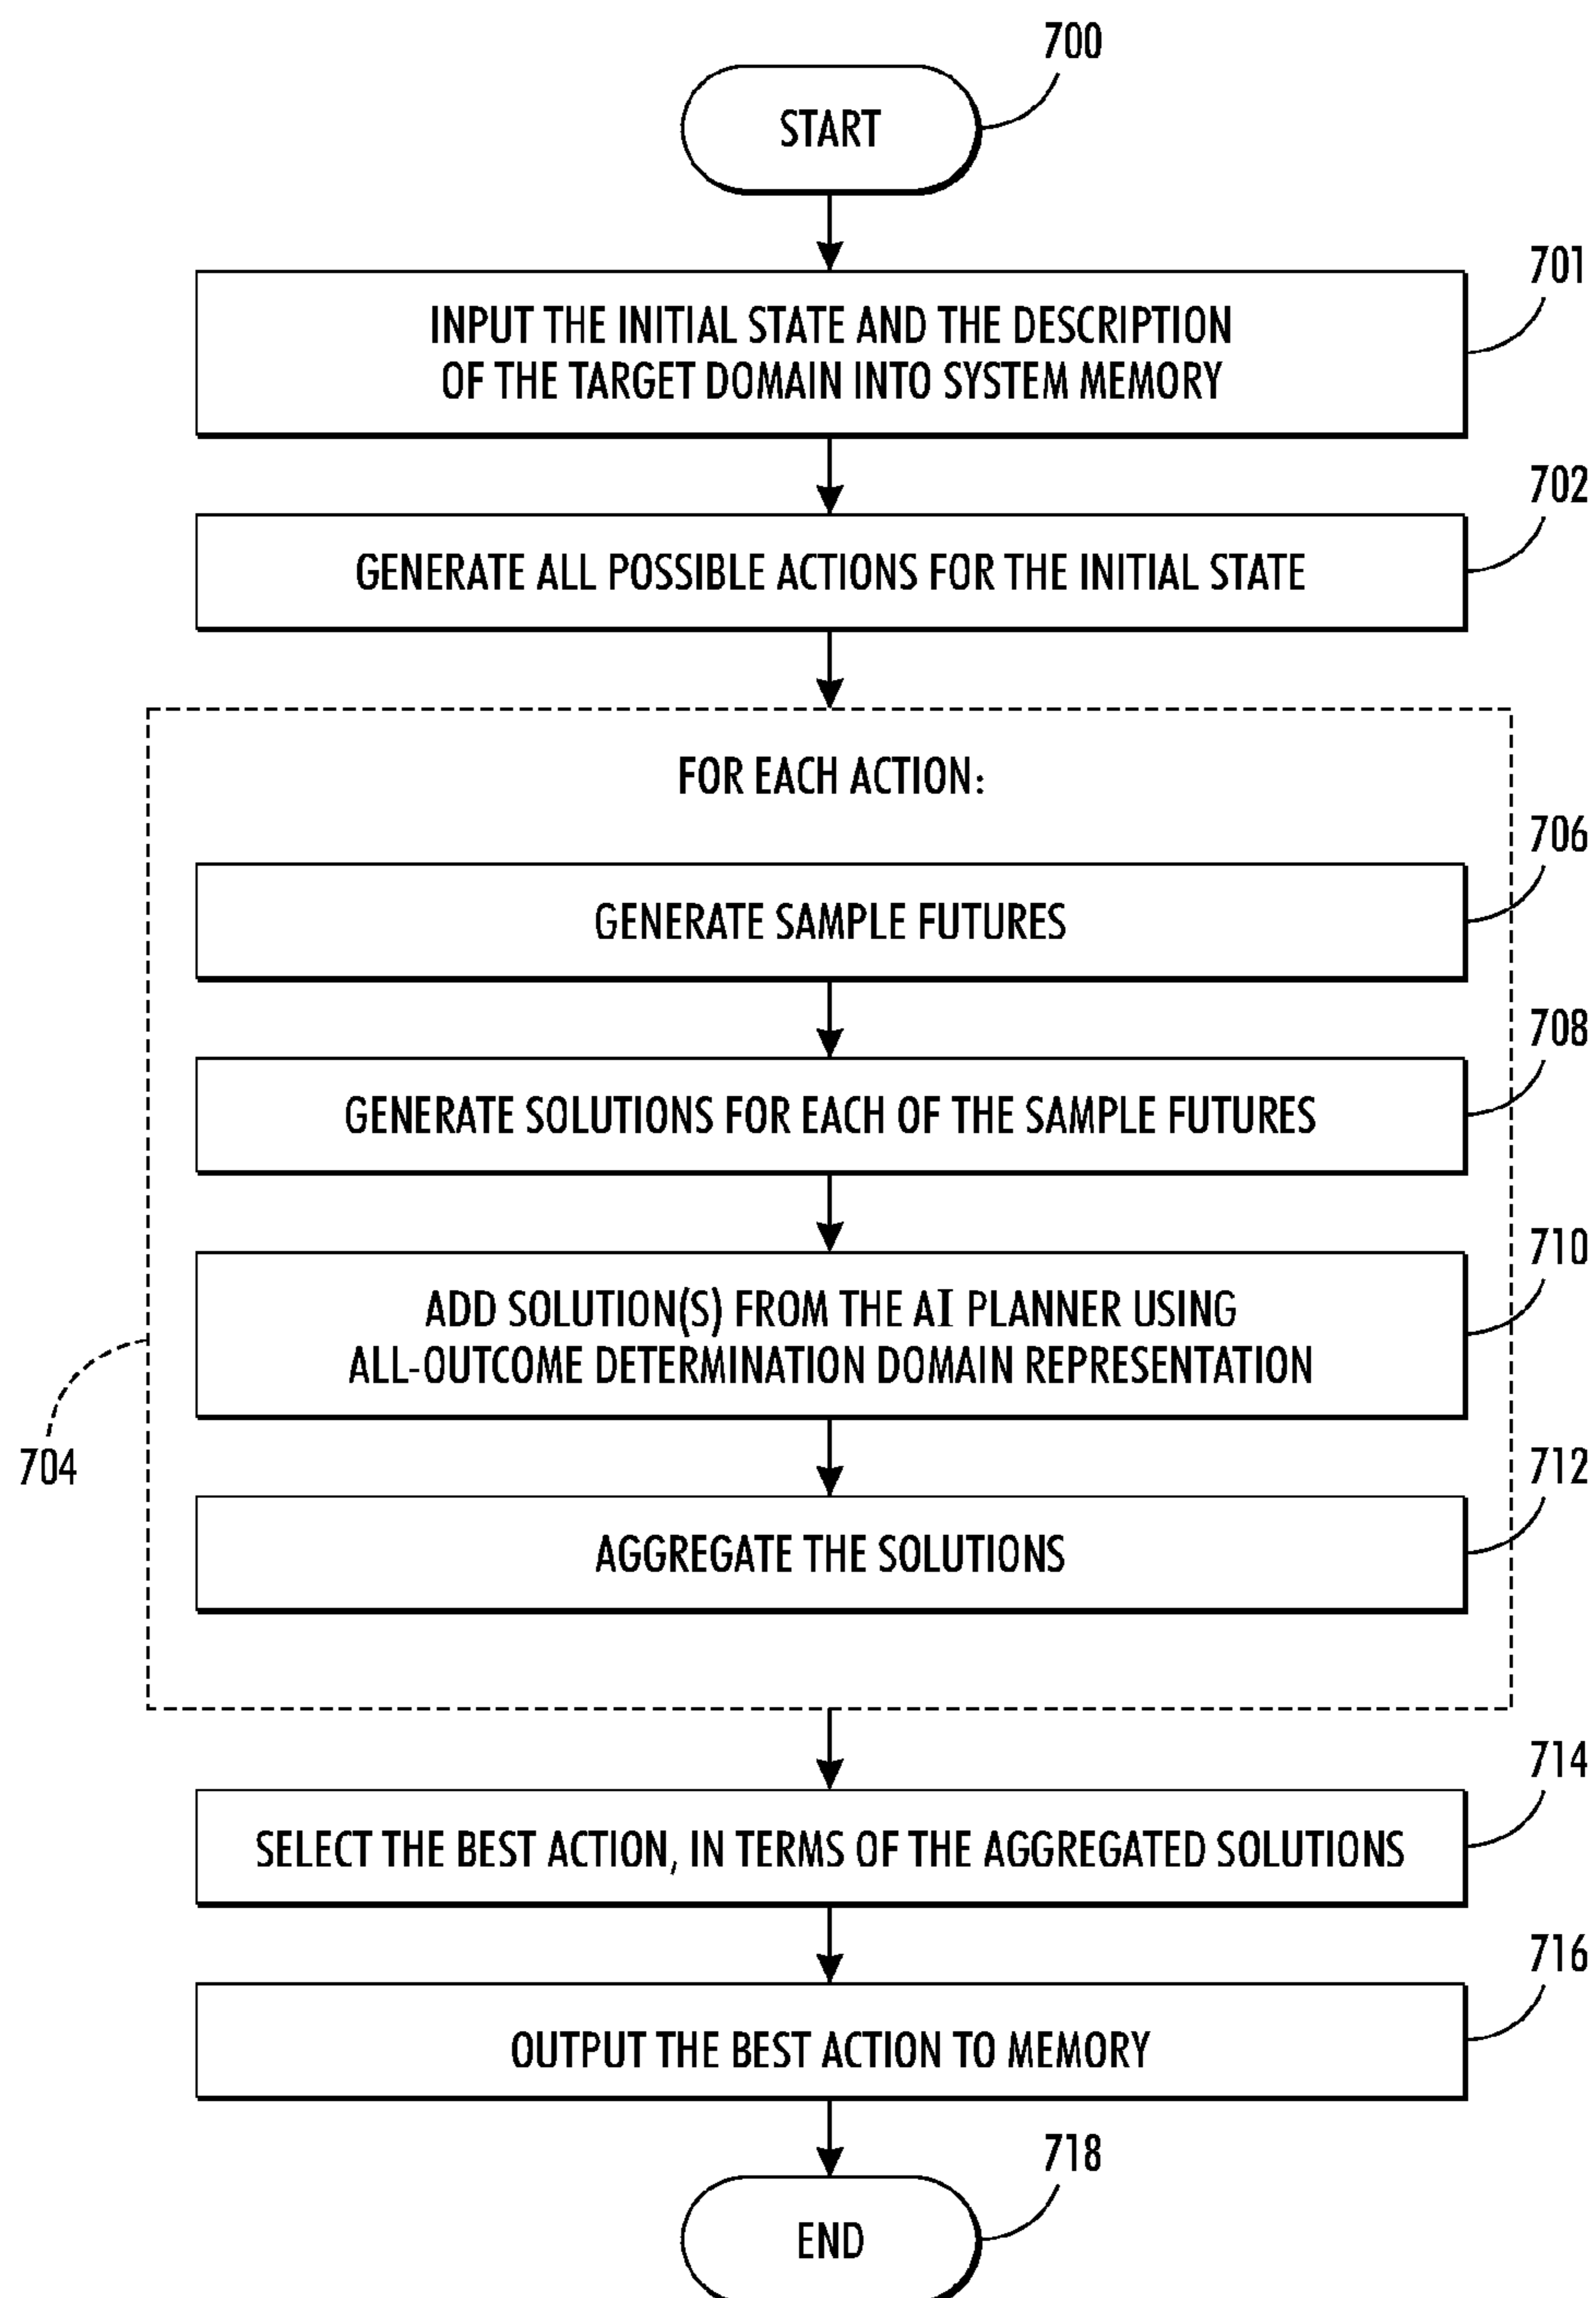 700
START
701
INPUT THE INITIAL STATE AND THE DESCRIPTION
OF THE TARGET DOMAIN INTO SYSTEM MEMORY
702
GENERATE ALL POSSIBLE ACTIONS FOR THE INITIAL STATE
FOR EACH ACTION:
706
GENERATE SAMPLE FUTURES
708
GENERATE SOLUTIONS FOR EACH OF THE SAMPLE FUTURES
710
ADD SOLUTION(S) FROM THE AI PLANNER USING
ALL-OUTCOME DETERMINATION DOMAIN REPRESENTATION
704
712
AGGREGATE THE SOLUTIONS
714
SELECT THE BEST ACTION, IN TERMS OF THE AGGREGATED SOLUTIONS
716
OUTPUT THE BEST ACTION TO MEMORY
718
END